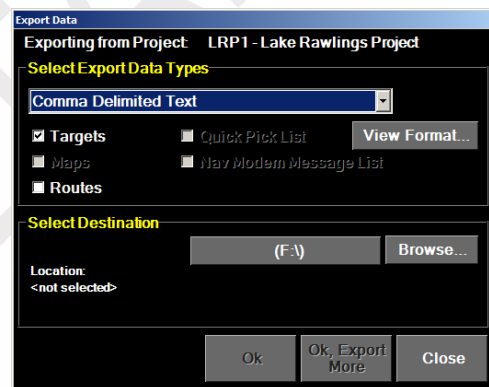 Export Data
Exporting from Project: LRP1 - Lake Rawlings Project
Select Export Data Types
Comma Delimited Text
Targets
Quick Pick List
View Format...
Maps
Nav Modem Message List
Routes
Select Destination
(F:\)
Browse...
Location:
<not selected>
Ok
Ok, Export
More
Close